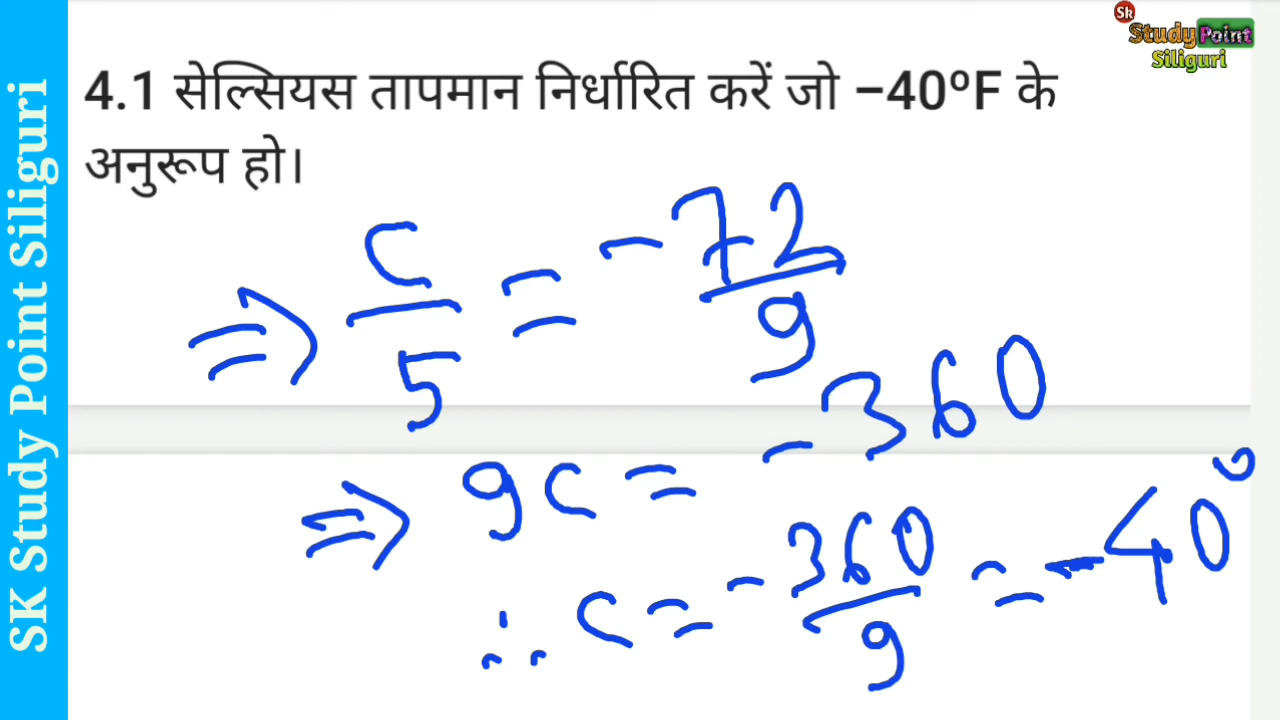 SK Study Point Siliguri
Sk
Study Point
Siliguri
4.1 सेल्सियस तापमान निर्धारित करें जो –40ºF के
अनुरूप हो।
⇒ C/5 = -72/9
⇒ 9C = -360
∴ C = -360/9 = -40°